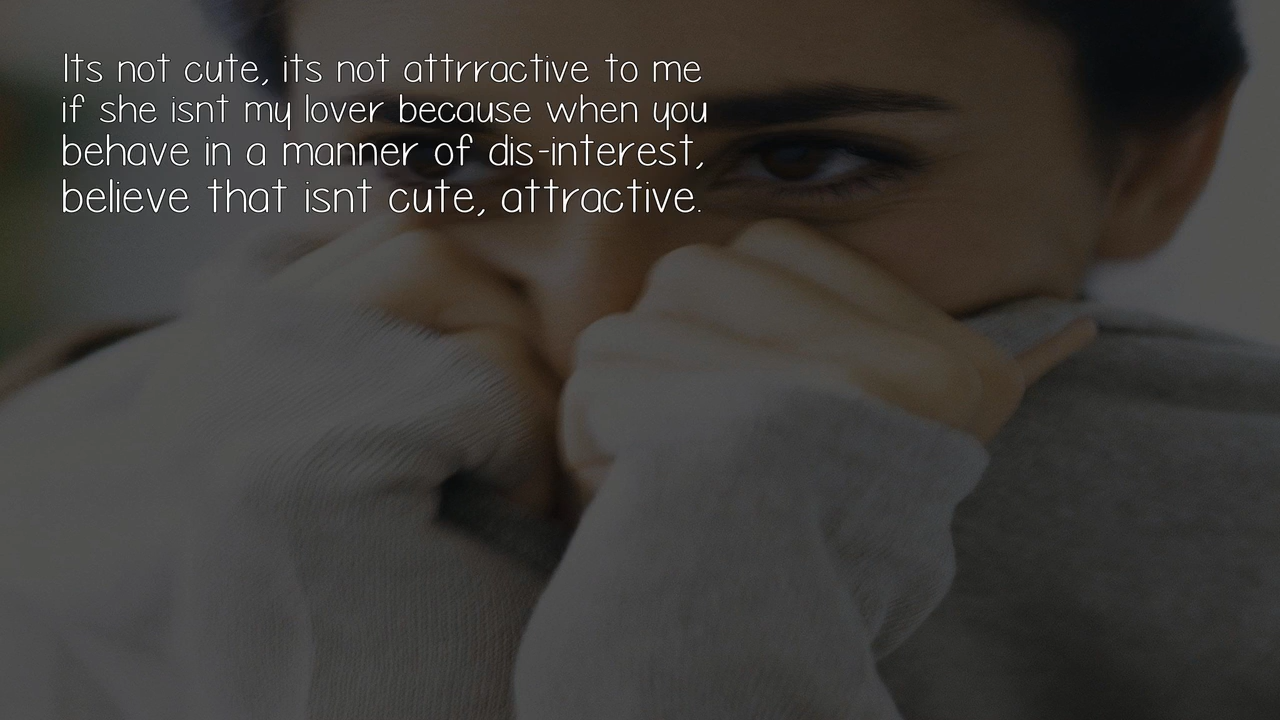 Its not cute, its not attrractive to me
if she isnt my lover because when you
behave in a manner of dis-interest,
believe that isnt cute, attractive.